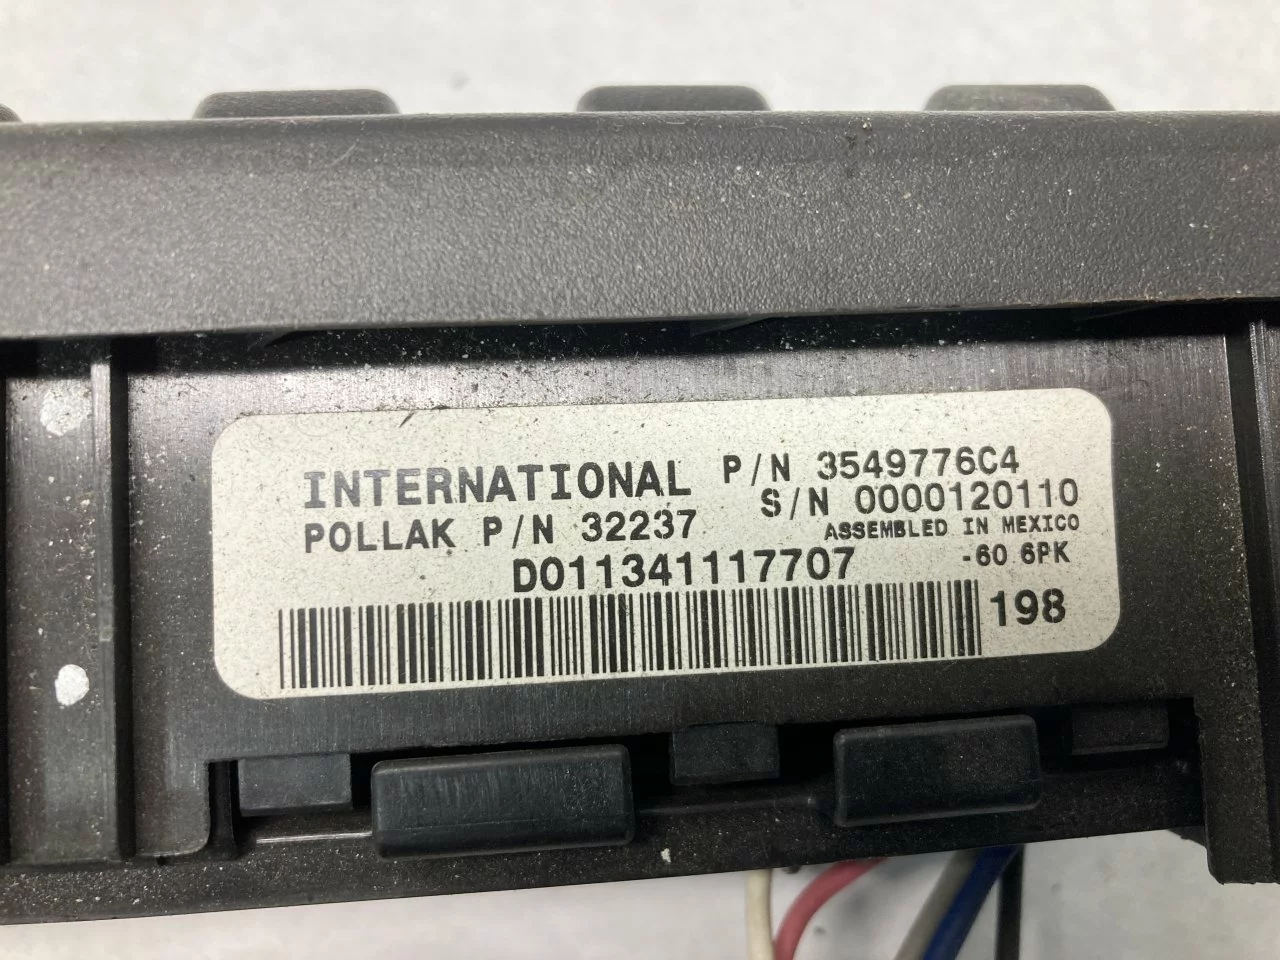 INTERNATIONAL P/N 3549776C4
S/N 0000120110
POLLAK P/N 32237
ASSEMBLED IN MEXICO
D011341117707 -60 6PK
198